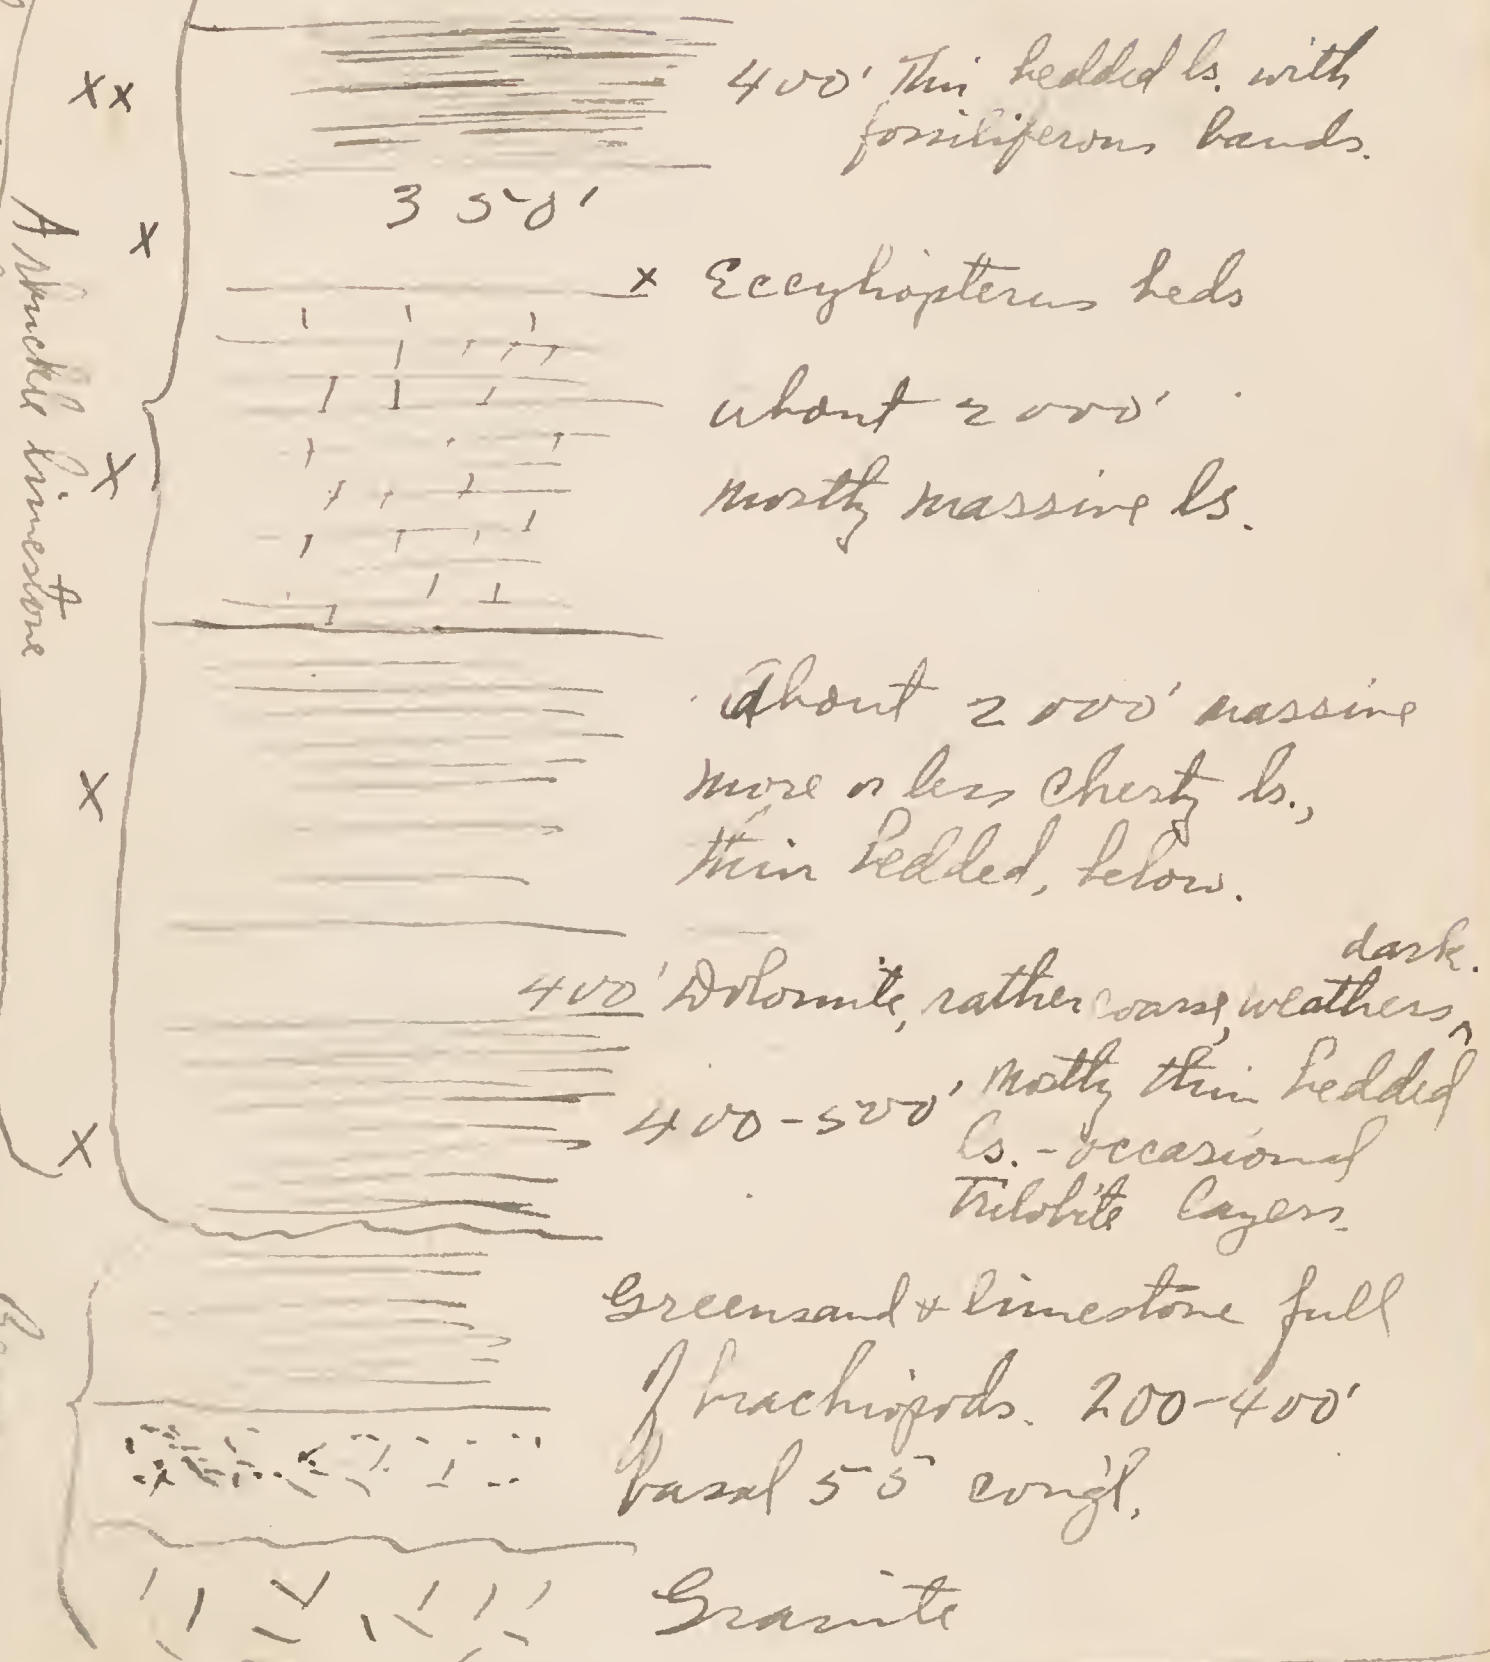 400' Thin bedded ls. with
fossiliferous bands.
350'
x Eccyliopterus beds
about 2000'
mostly massive ls.
About 2000' massive
more or less cherty ls.,
thin bedded, below.
dark.
400' Dolomite, rather coarse, weathers ^
400-500' mostly thin bedded
ls. - occasional
Trilobite layers.
Greensand & limestone full
of brachiopods. 200-400'
basal SS congl.
Granite
Arbuckle limestone
xx
x
x
x
x